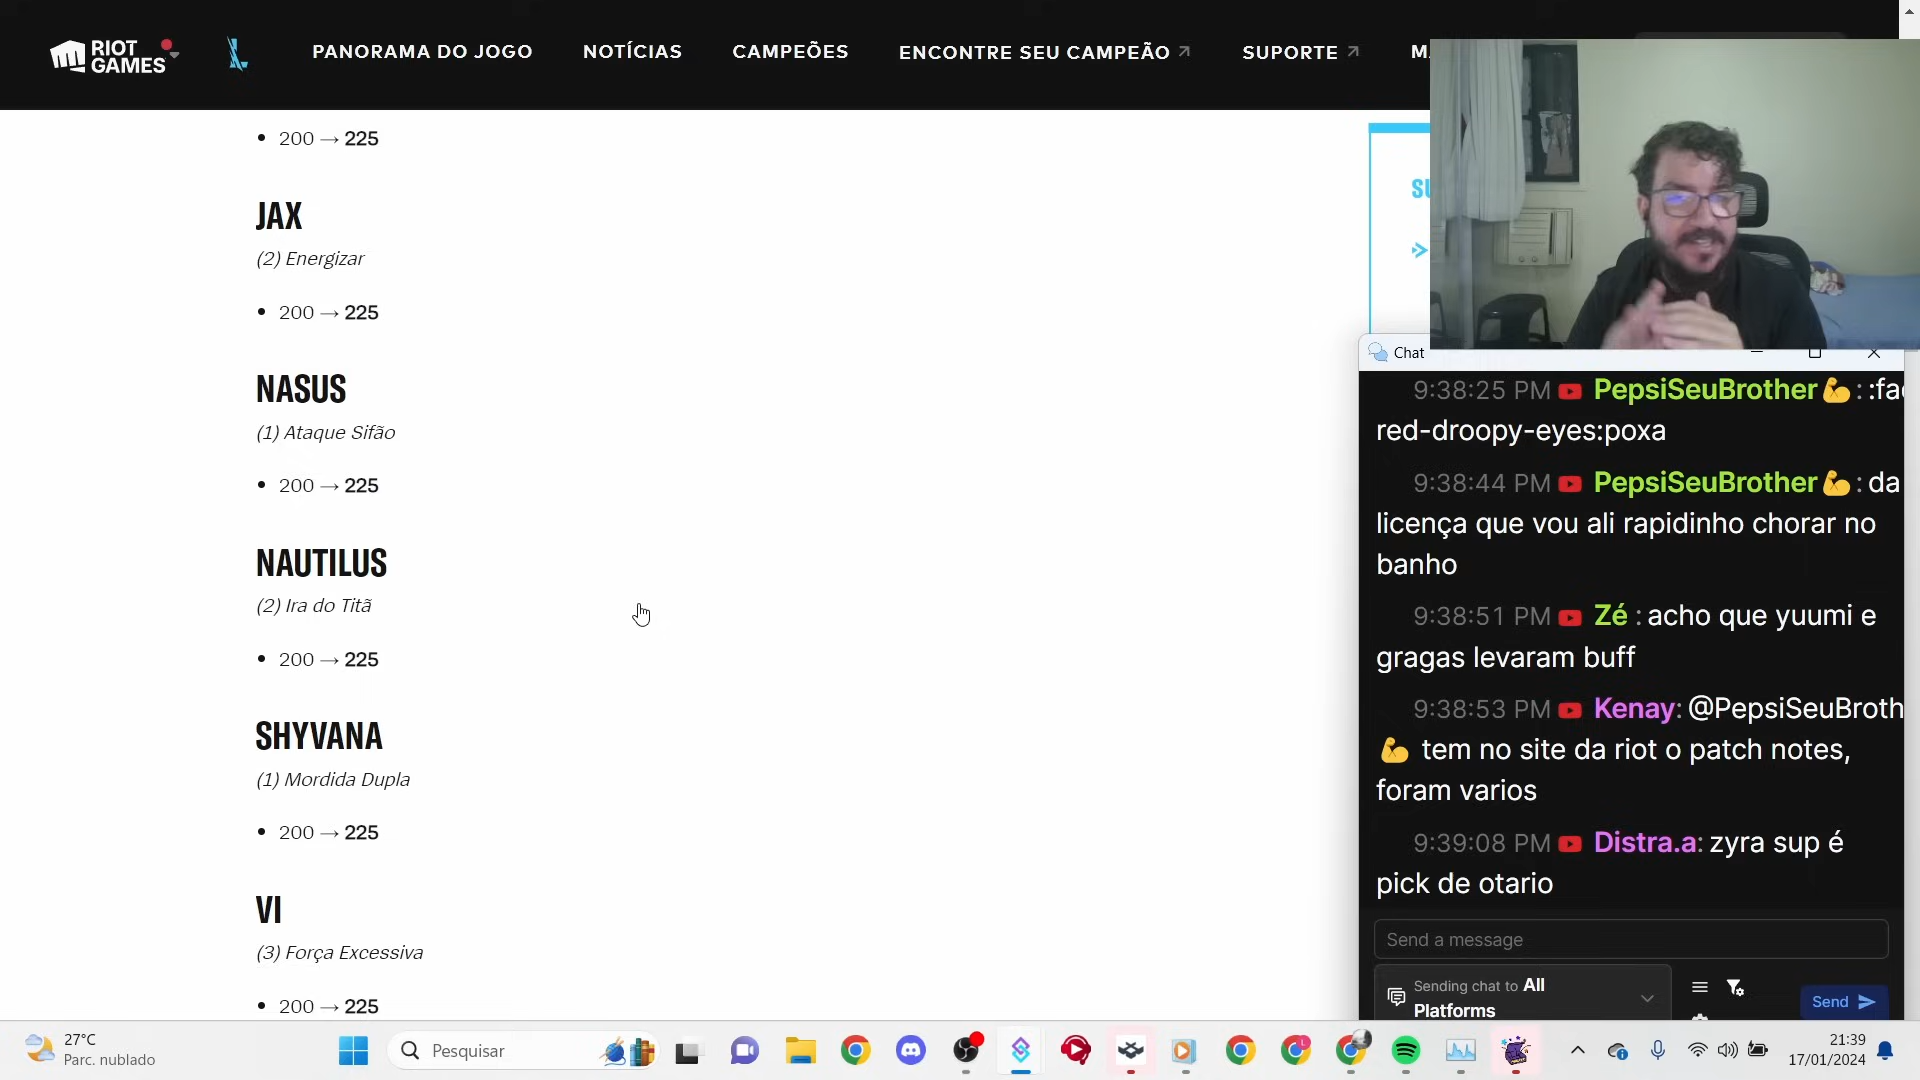 RIOT GAMES
PANORAMA DO JOGO
NOTÍCIAS
CAMPEÕES
ENCONTRE SEU CAMPEÃO
SUPORTE
• 200 → 225
JAX
(2) Energizar
• 200 → 225
NASUS
(1) Ataque Sifão
• 200 → 225
NAUTILUS
(2) Ira do Titã
• 200 → 225
SHYVANA
(1) Mordida Dupla
• 200 → 225
VI
(3) Força Excessiva
• 200 → 225
Chat
9:38:25 PM PepsiSeuBrother💪: :fac
red-droopy-eyes:poxa
9:38:44 PM PepsiSeuBrother💪: da
licença que vou ali rapidinho chorar no
banho
9:38:51 PM Zé : acho que yuumi e
gragas levaram buff
9:38:53 PM Kenay: @PepsiSeuBroth
💪 tem no site da riot o patch notes,
foram varios
9:39:08 PM Distra.a: zyra sup é
pick de otario
Send a message
Sending chat to All
Platforms
Send
27°C
Parc. nublado
Pesquisar
21:39
17/01/2024